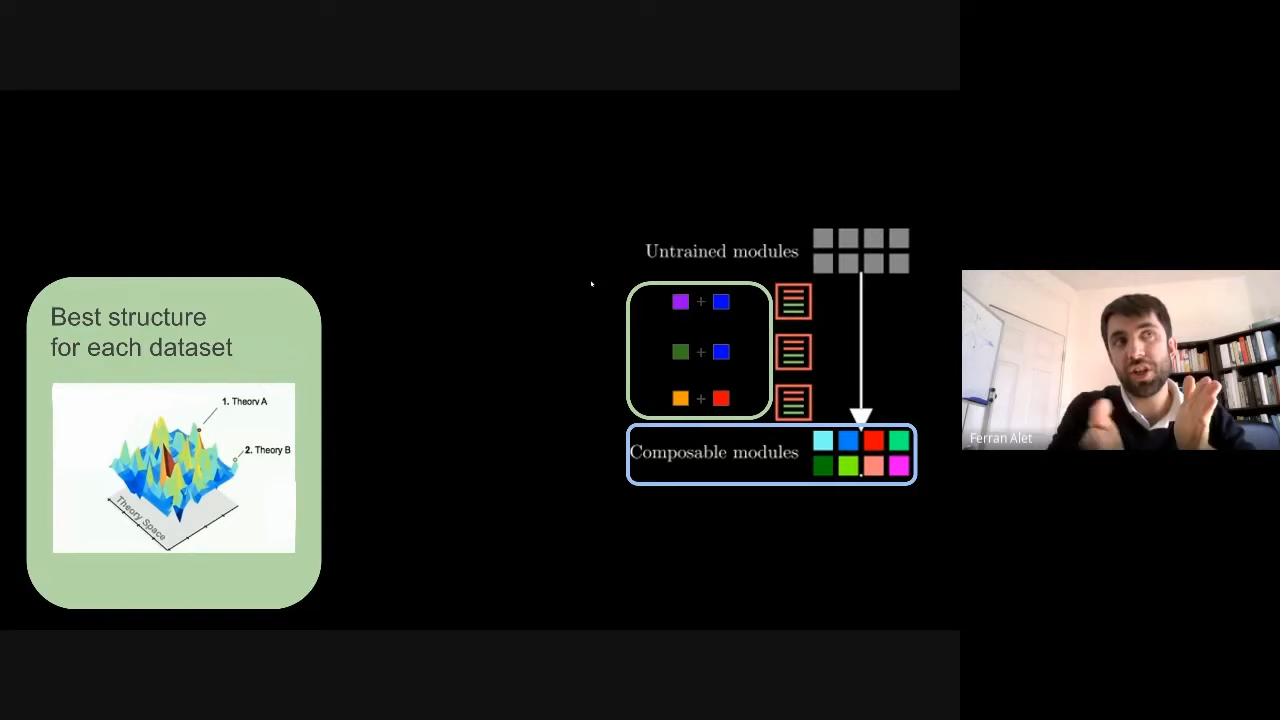 Best structure
for each dataset
1. Theory A
2. Theory B
Theory Space
Untrained modules
+
+
+
Composable modules
Ferran Alet